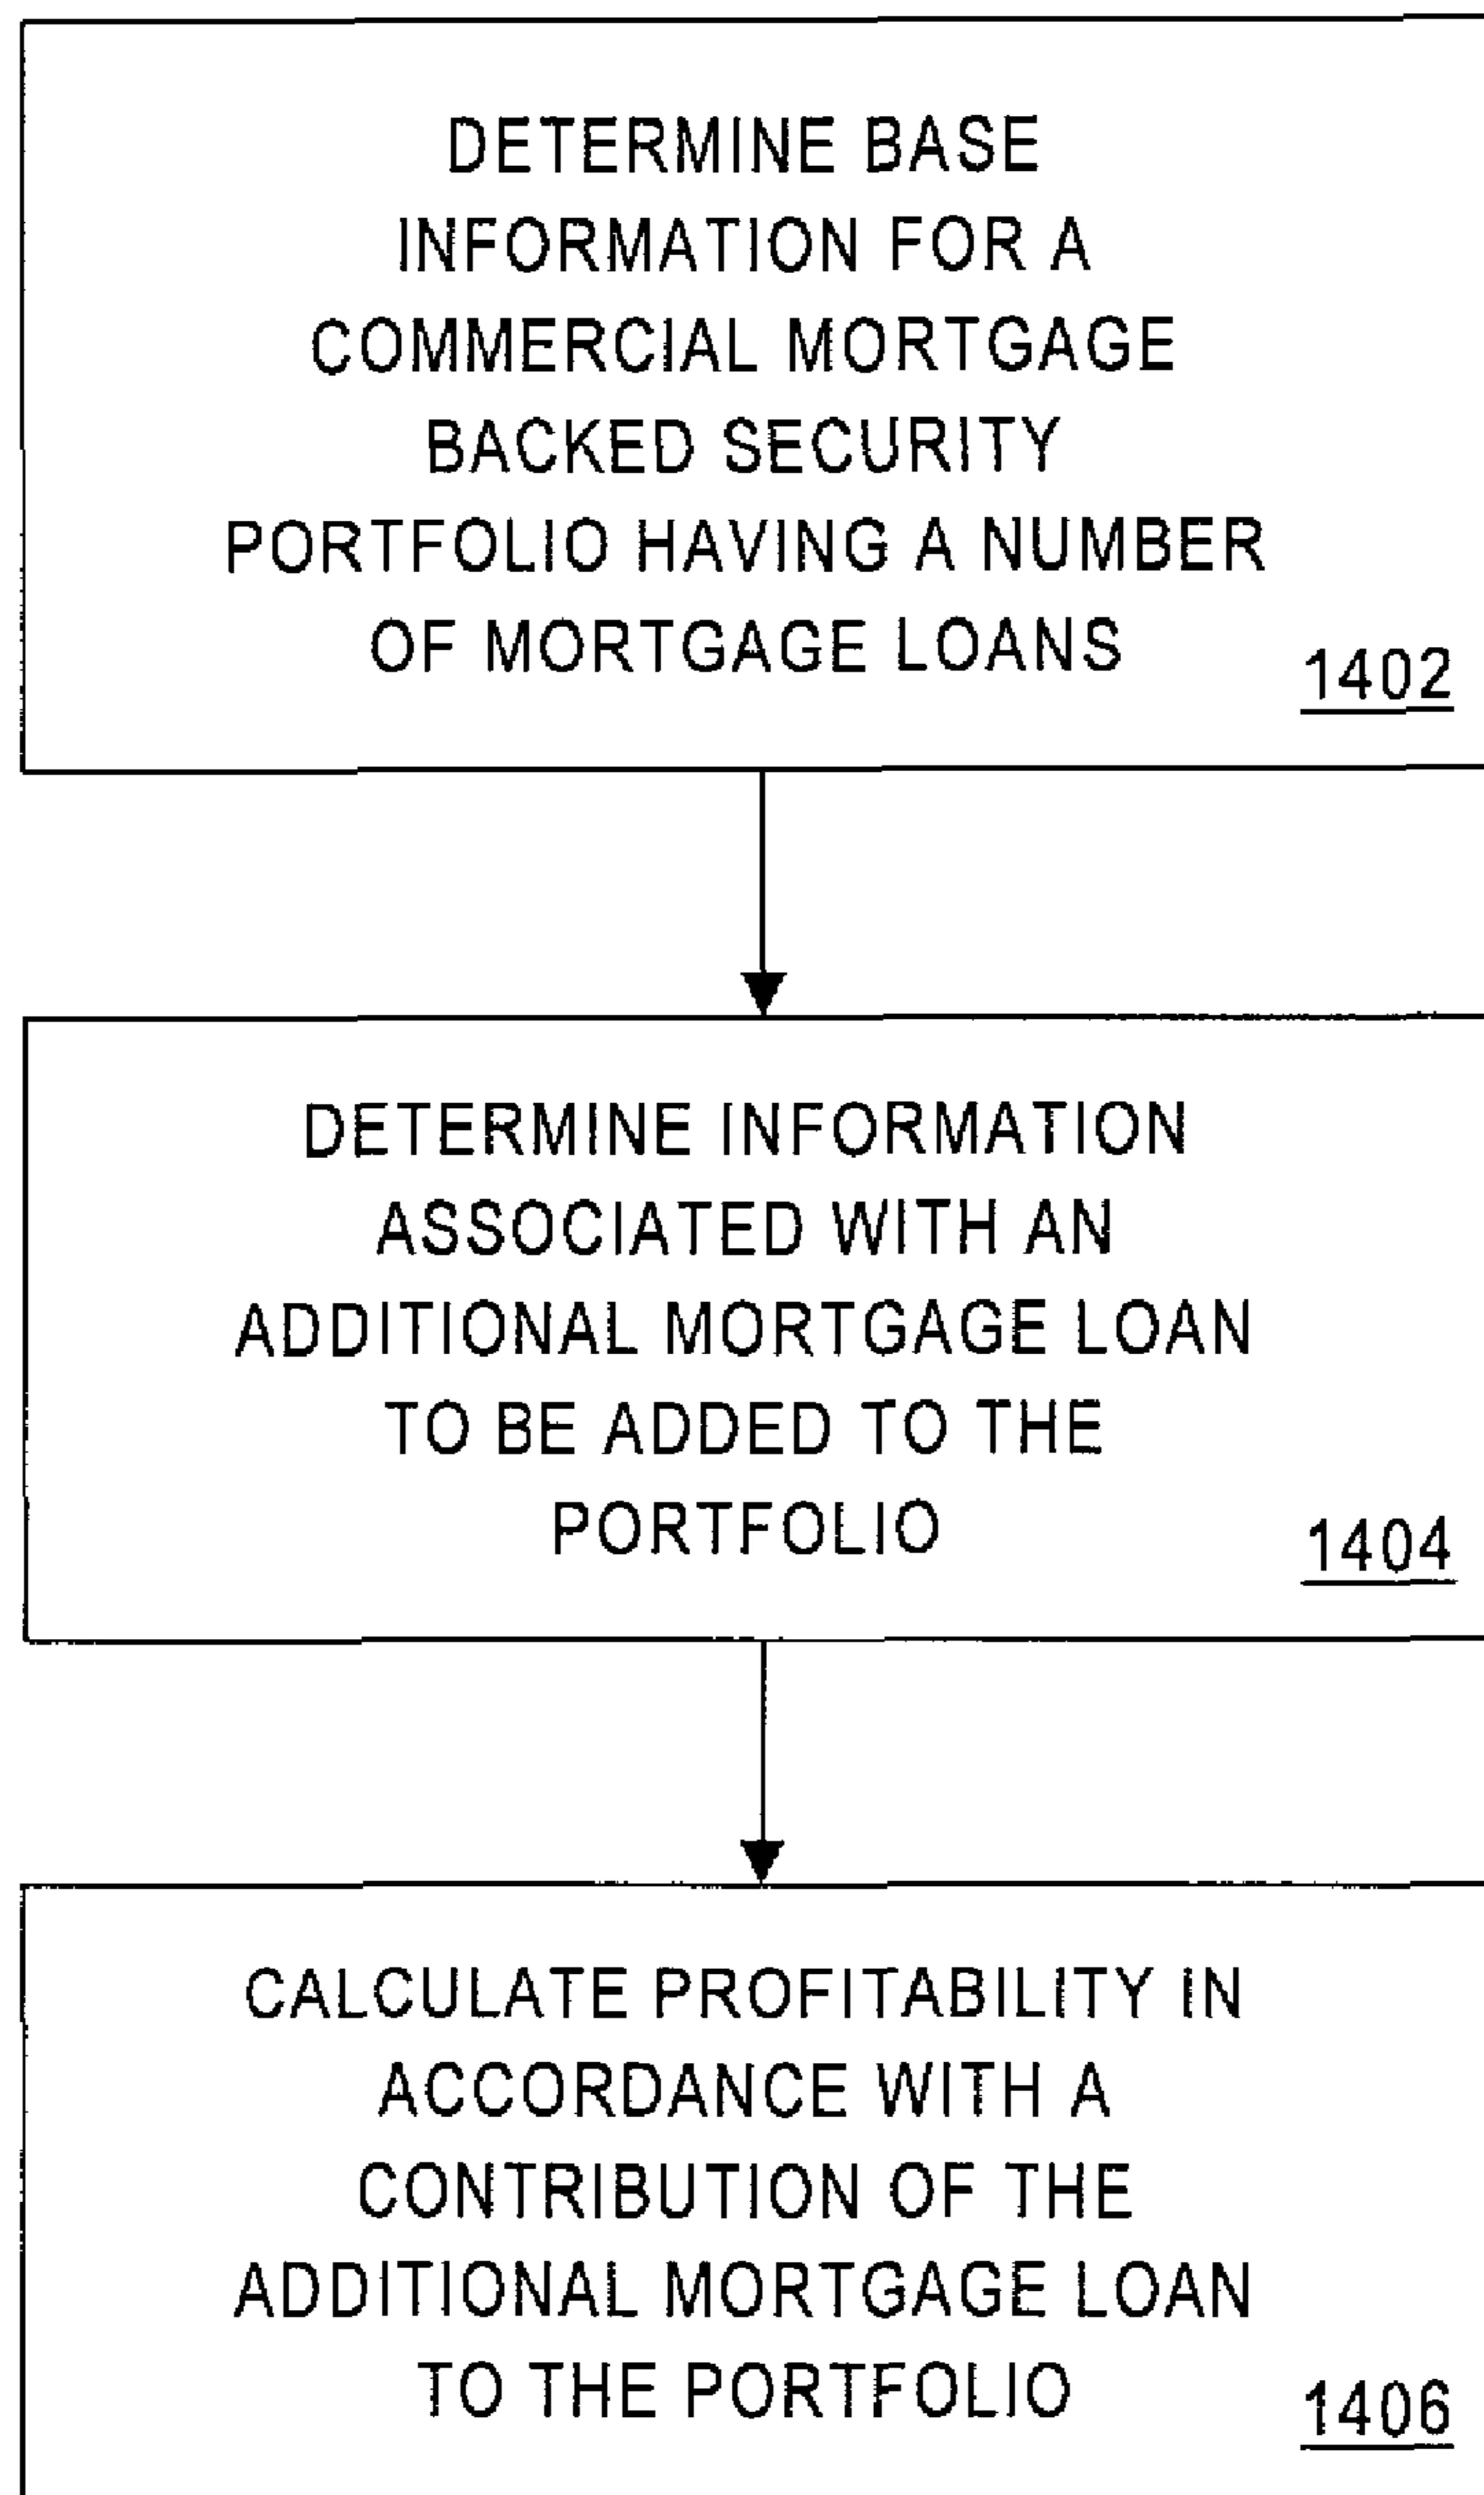 DETERMINE BASE
INFORMATION FOR A
COMMERCIAL MORTGAGE
BACKED SECURITY
PORTFOLIO HAVING A NUMBER
OF MORTGAGE LOANS
1402
DETERMINE INFORMATION
ASSOCIATED WITH AN
ADDITIONAL MORTGAGE LOAN
TO BE ADDED TO THE
PORTFOLIO
1404
CALCULATE PROFITABILITY IN
ACCORDANCE WITH A
CONTRIBUTION OF THE
ADDITIONAL MORTGAGE LOAN
TO THE PORTFOLIO
1406